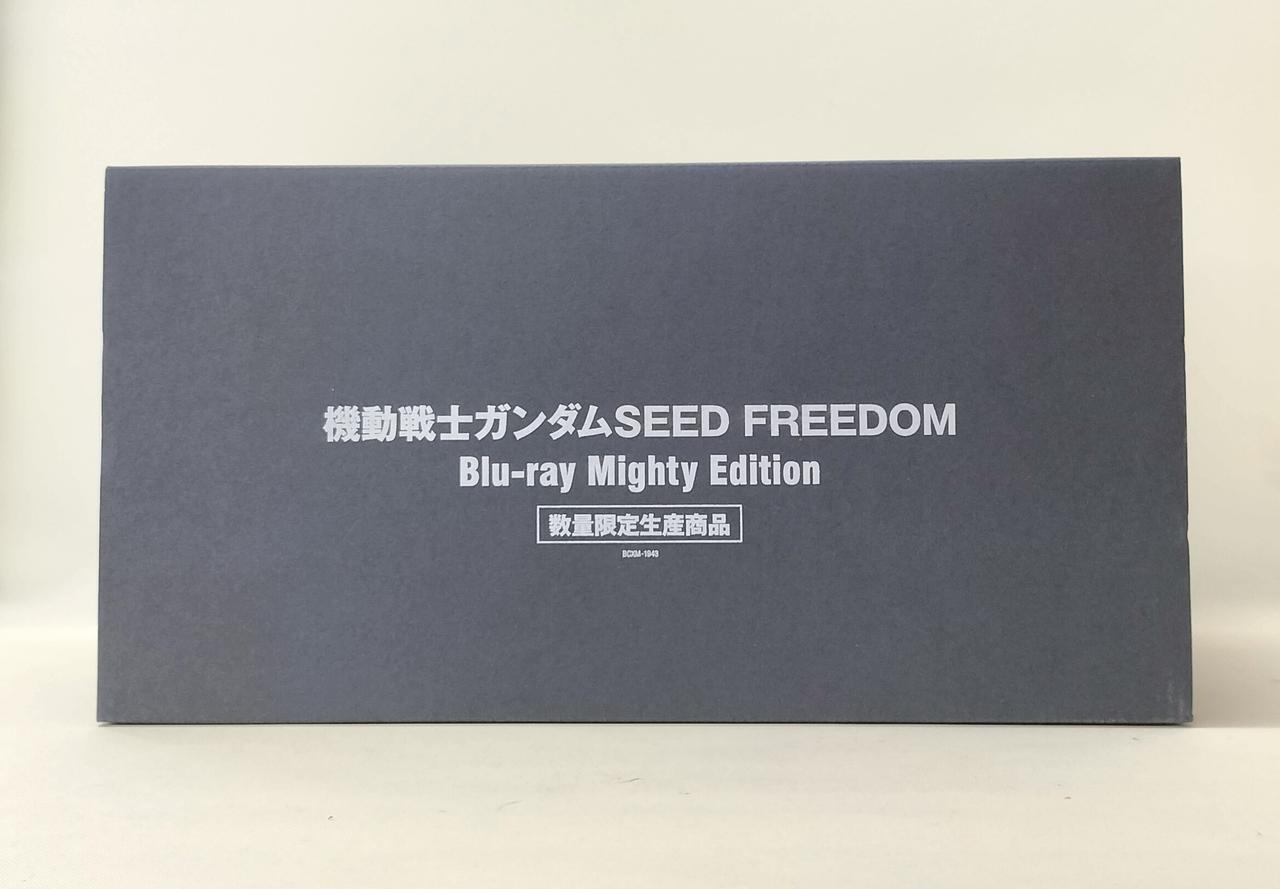 機動戦士ガンダムSEED FREEDOM
Blu-ray Mighty Edition
数量限定生産商品
BCXM-1943